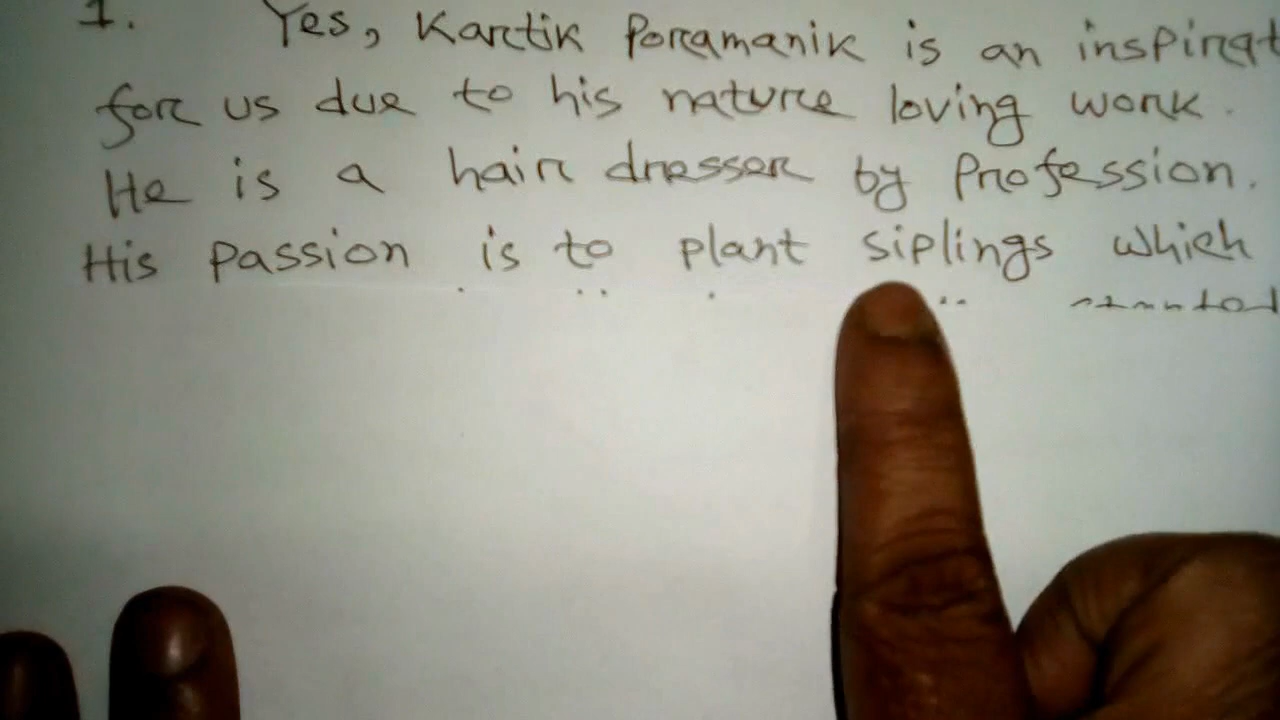 1. Yes, Kartik Poramanik is an inspirat
for us due to his nature loving work.
He is a hair dresser by Profession.
His passion is to plant siplings which